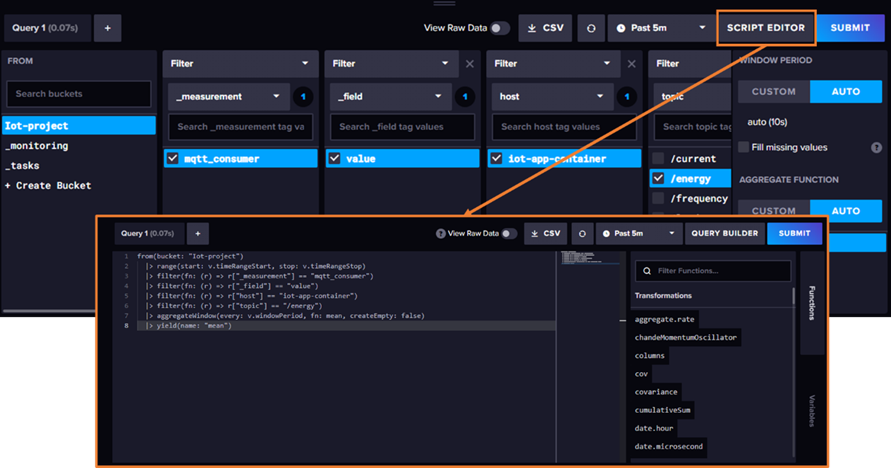 Query 1 (0.07s)
+
View Raw Data
CSV
Past 5m
SCRIPT EDITOR
SUBMIT
FROM
Search buckets
Iot-project
_monitoring
_tasks
+ Create Bucket
Filter
_measurement
1
Search _measurement tag va
mqtt_consumer
Filter
_field
1
Search _field tag values
value
Filter
host
1
Search host tag values
iot-app-container
Filter
topic
Search topic tag
/current
/energy
/frequency
WINDOW PERIOD
CUSTOM
AUTO
auto (10s)
Fill missing values
?
AGGREGATE FUNCTION
CUSTOM
AUTO
Query 1 (0.07s)
+
? View Raw Data
CSV
Past 5m
QUERY BUILDER
SUBMIT
1 from(bucket: "Iot-project")
2 |> range(start: v.timeRangeStart, stop: v.timeRangeStop)
3 |> filter(fn: (r) => r["_measurement"] == "mqtt_consumer")
4 |> filter(fn: (r) => r["_field"] == "value")
5 |> filter(fn: (r) => r["host"] == "iot-app-container")
6 |> filter(fn: (r) => r["topic"] == "/energy")
7 |> aggregateWindow(every: v.windowPeriod, fn: mean, createEmpty: false)
8 |> yield(name: "mean")
Filter Functions...
Transformations
aggregate.rate
chandeMomentumOscillator
columns
cov
covariance
cumulativeSum
date.hour
date.microsecond
Functions
Variables